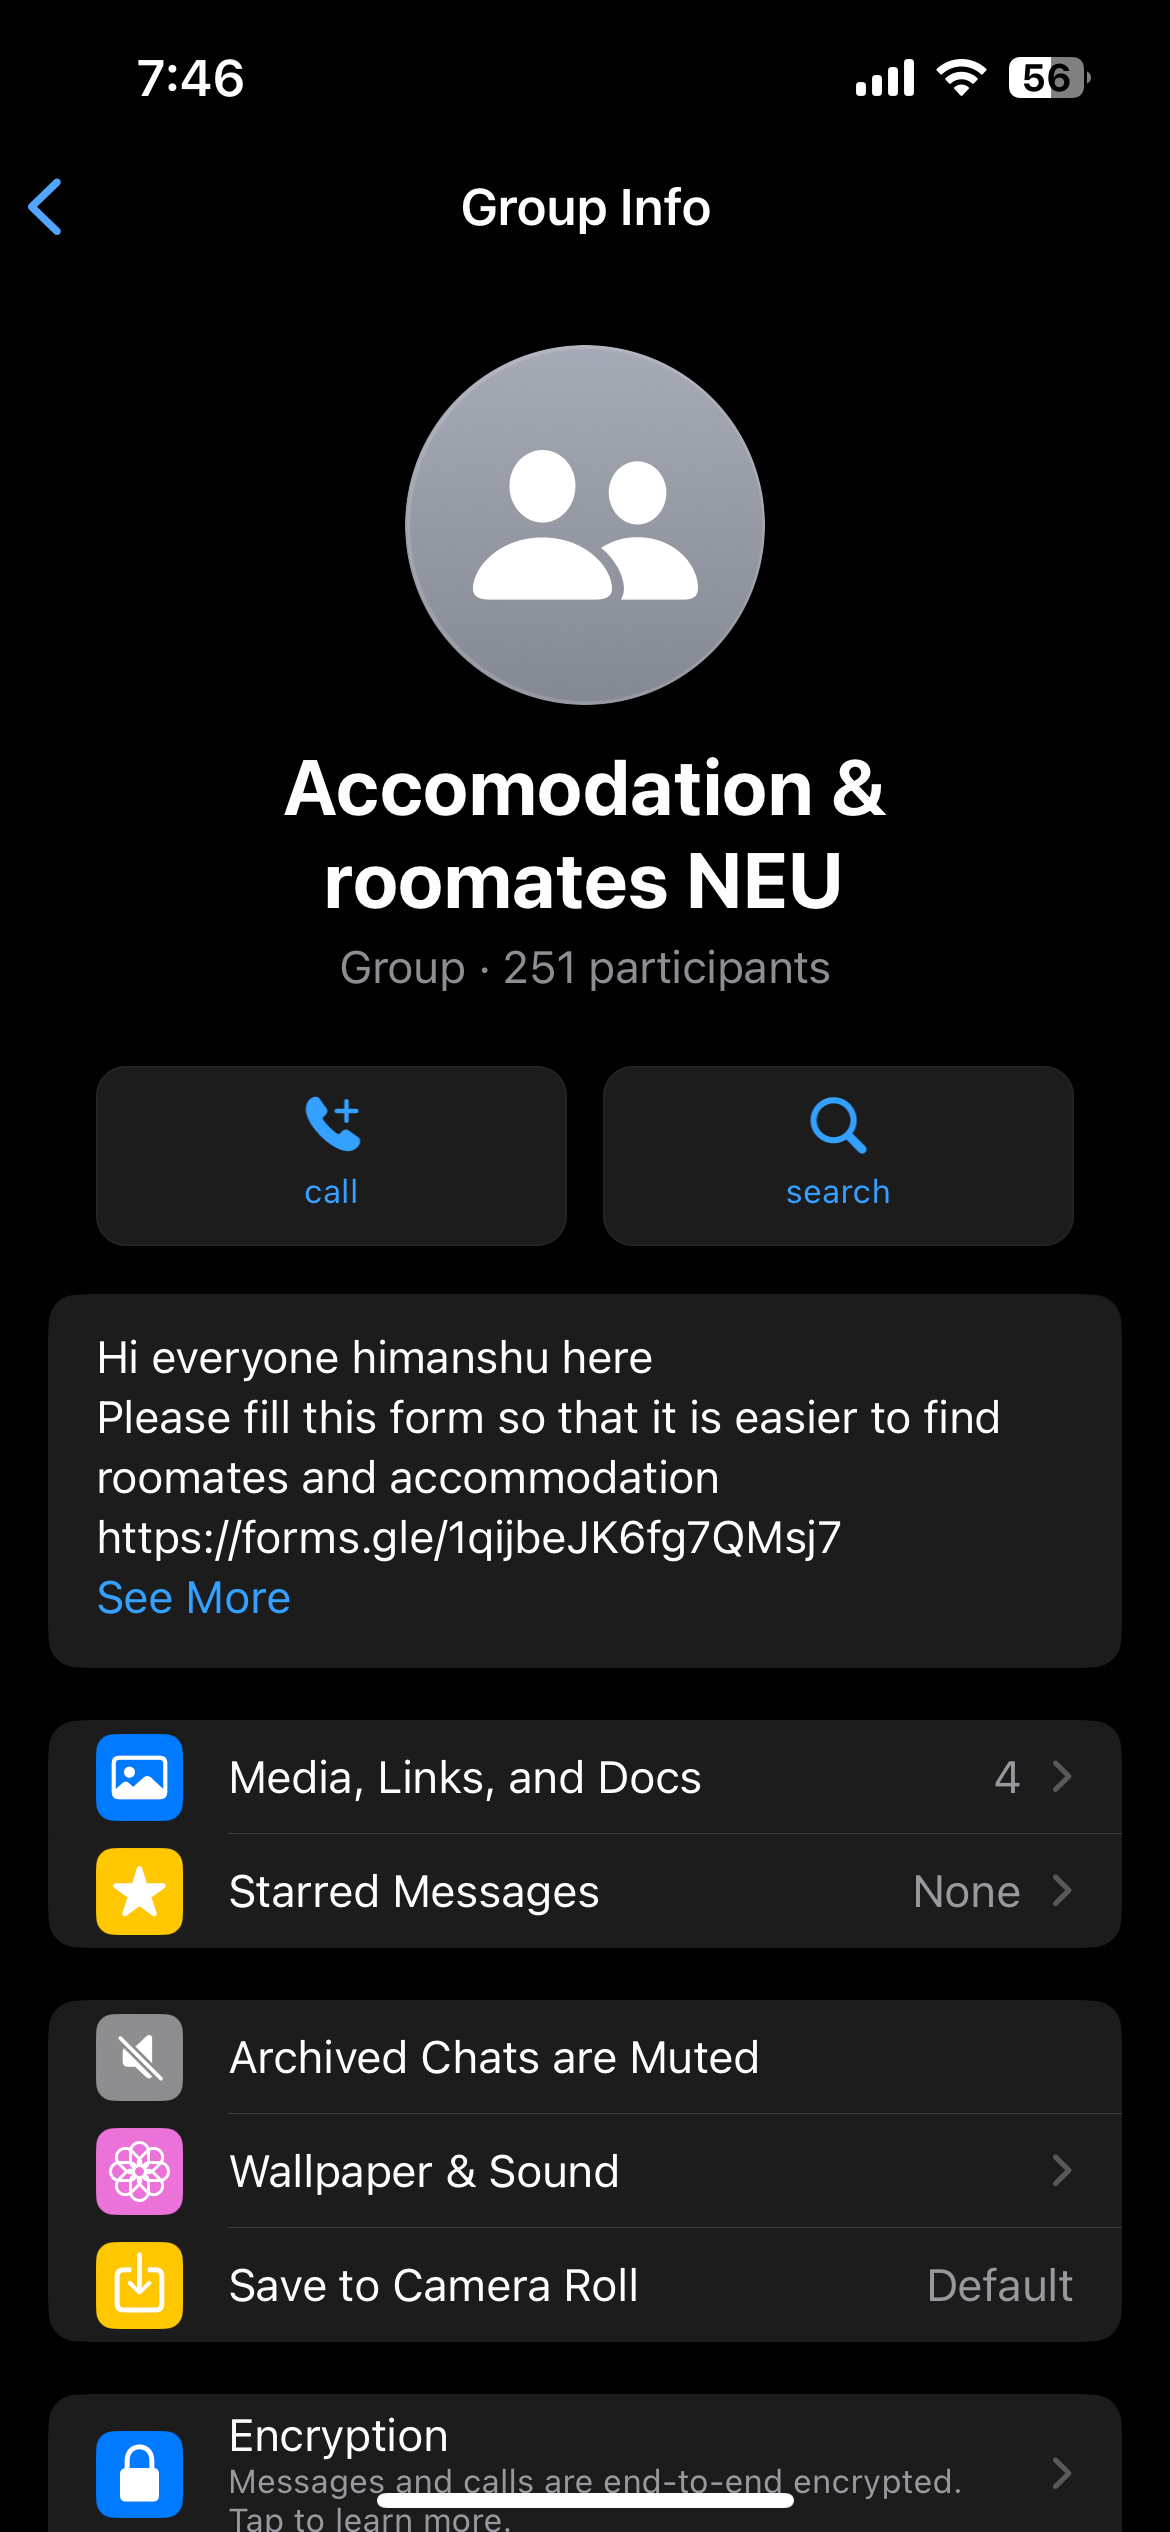 7:46
56
Group Info
Accomodation &
roomates NEU
Group · 251 participants
call
search
Hi everyone himanshu here
Please fill this form so that it is easier to find
roomates and accommodation
https://forms.gle/1qijbeJK6fg7QMsj7
See More
Media, Links, and Docs 4
Starred Messages None
Archived Chats are Muted
Wallpaper & Sound
Save to Camera Roll Default
Encryption
Messages and calls are end-to-end encrypted.
Tap to learn more.